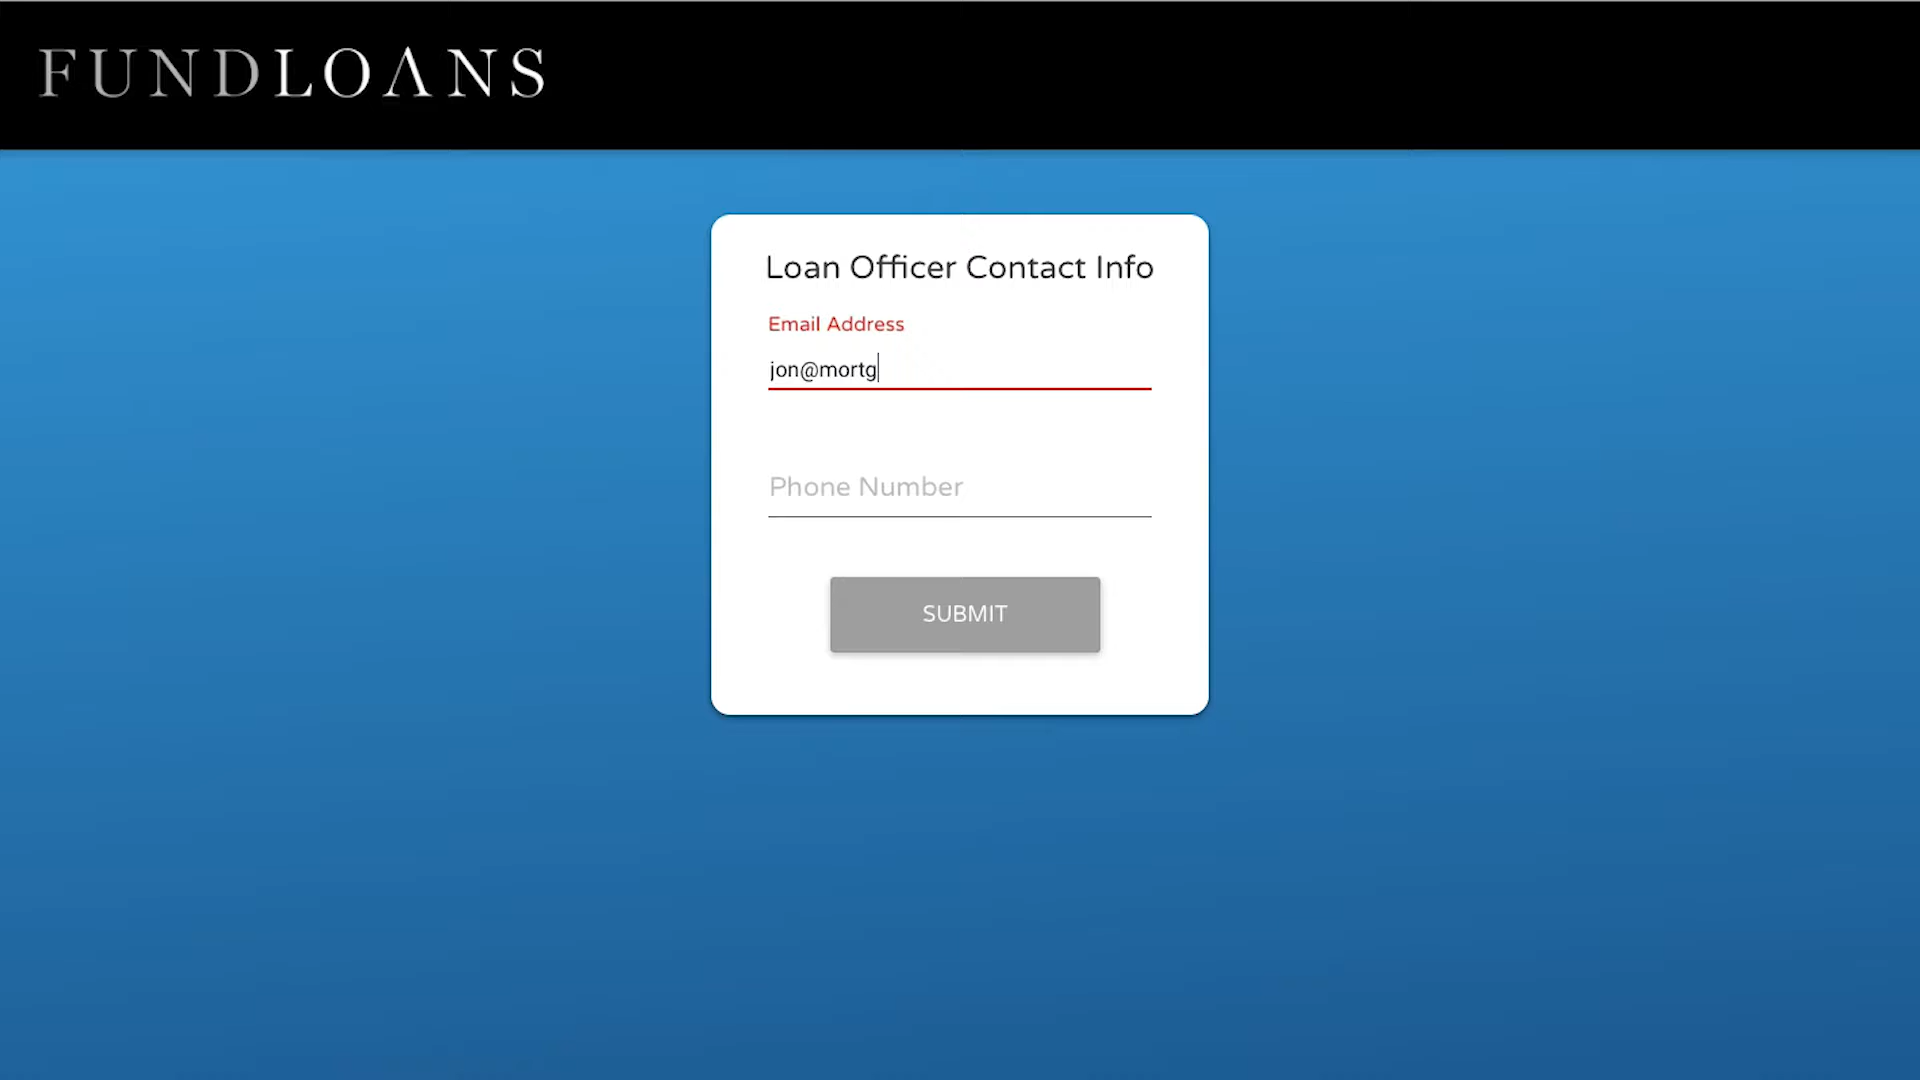 FUNDLOANS
Loan Officer Contact Info
Email Address
jon@mortg
Phone Number
SUBMIT